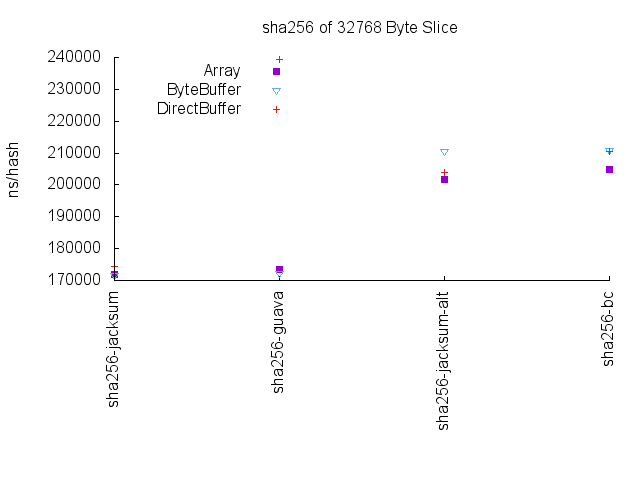 sha256 of 32768 Byte Slice
ns/hash
240000
230000
220000
210000
200000
190000
180000
170000
Array
ByteBuffer
DirectBuffer
sha256-jacksum
sha256-guava
sha256-jacksum-alt
sha256-bc